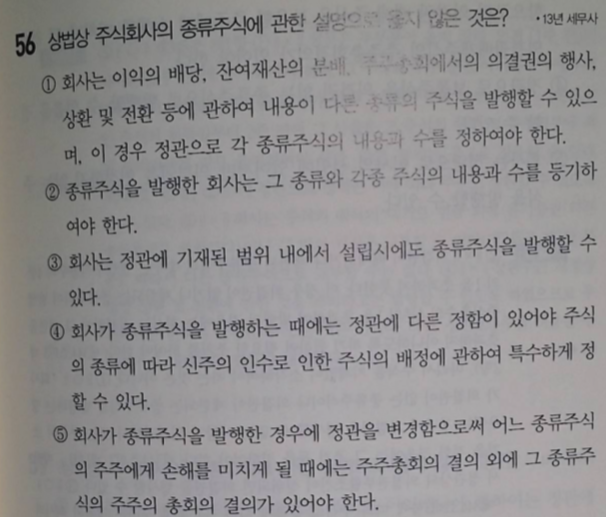 56 상법상 주식회사의 종류주식에 관한 설명으로 옳지 않은 것은? • 13년 세무사
① 회사는 이익의 배당, 잔여재산의 분배, 주주총회에서의 의결권의 행사,
상환 및 전환 등에 관하여 내용이 다른 종류의 주식을 발행할 수 있으
며, 이 경우 정관으로 각 종류주식의 내용과 수를 정하여야 한다.
② 종류주식을 발행한 회사는 그 종류와 각종 주식의 내용과 수를 등기하
여야 한다.
③ 회사는 정관에 기재된 범위 내에서 설립시에도 종류주식을 발행할 수
있다.
④ 회사가 종류주식을 발행하는 때에는 정관에 다른 정함이 있어야 주식
의 종류에 따라 신주의 인수로 인한 주식의 배정에 관하여 특수하게 정
할 수 있다.
⑤ 회사가 종류주식을 발행한 경우에 정관을 변경함으로써 어느 종류주식
의 주주에게 손해를 미치게 될 때에는 주주총회의 결의 외에 그 종류주
식의 주주의 총회의 결의가 있어야 한다.